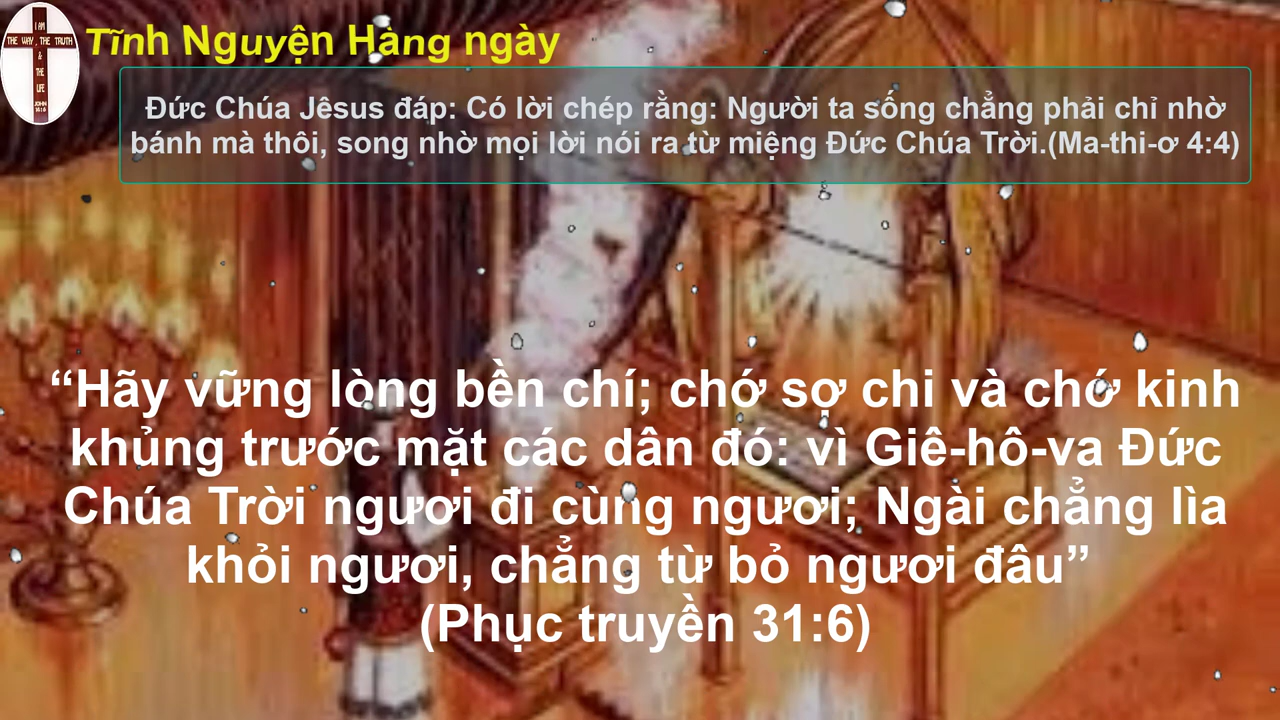 I AM
THE WAY, THE TRUTH
&
THE
LIFE
JOHN
Tĩnh Nguyện Hàng ngày
Đức Chúa Jêsus đáp: Có lời chép rằng: Người ta sống chẳng phải chỉ nhờ
bánh mà thôi, song nhờ mọi lời nói ra từ miệng Đức Chúa Trời.(Ma-thi-ơ 4:4)
“Hãy vững lòng bền chí; chớ sợ chi và chớ kinh
khủng trước mặt các dân đó: vì Giê-hô-va Đức
Chúa Trời ngươi đi cùng ngươi; Ngài chẳng lìa
khỏi ngươi, chẳng từ bỏ ngươi đâu”
(Phục truyền 31:6)